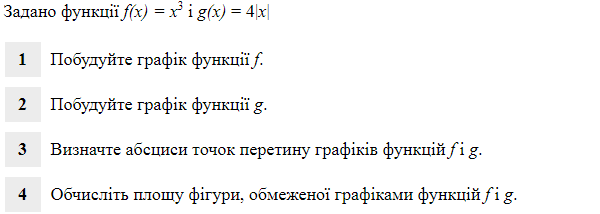 Задано функції f(x) = x³ і g(x) = 4|x|
1 Побудуйте графік функції f.
2 Побудуйте графік функції g.
3 Визначте абсциси точок перетину графіків функцій f і g.
4 Обчисліть площу фігури, обмеженої графіками функцій f і g.